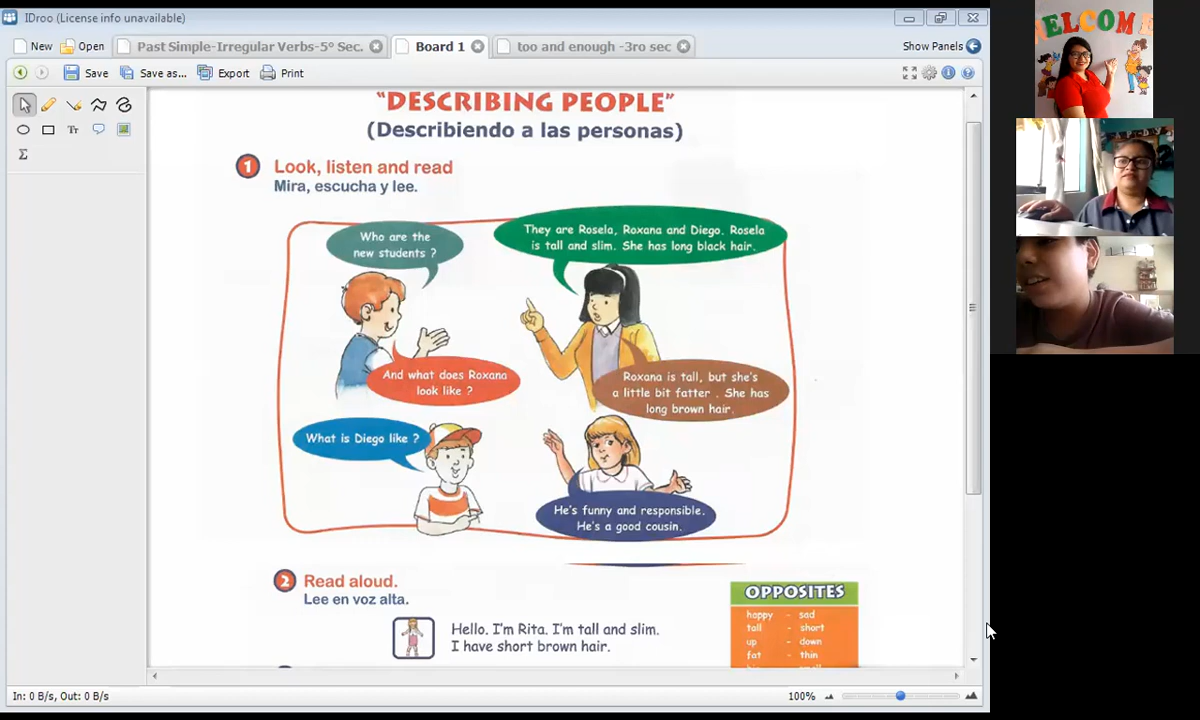 IDroo (License info unavailable)
New
Open
Past Simple-Irregular Verbs-5° Sec.
Board 1
too and enough -3ro sec
Show Panels
Save
Save as...
Export
Print
Tт
Σ
"DESCRIBING PEOPLE"
(Describiendo a las personas)
1 Look, listen and read
Mira, escucha y lee.
Who are the
new students ?
They are Rosela, Roxana and Diego. Rosela
is tall and slim. She has long black hair.
And what does Roxana
look like ?
Roxana is tall, but she's
a little bit fatter . She has
long brown hair.
What is Diego like ?
He's funny and responsible.
He's a good cousin.
2 Read aloud.
Lee en voz alta.
Hello. I'm Rita. I'm tall and slim.
I have short brown hair.
OPPOSITES
happy - sad
tall - short
up - down
fat - thin
In: 0 B/s, Out: 0 B/s
100%
WELCOME